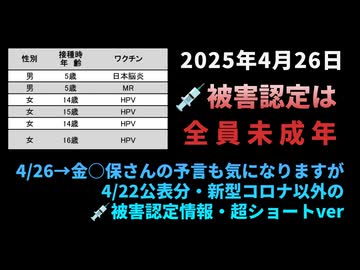 性別 接種時年齢 ワクチン
男 5歳 日本脳炎
男 5歳 MR
女 14歳 HPV
女 15歳 HPV
女 14歳 HPV
女 16歳 HPV
2025年4月26日
💉被害認定は
全員未成年
4/26→金○保さんの予言も気になりますが
4/22公表分・新型コロナ以外の
💉被害認定情報・超ショートver